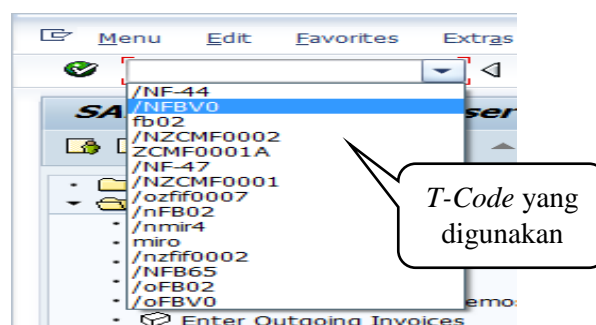 Menu Edit Favorites Extras
/NF-44
SA
/NFBV0
ser
fb02
/NZCMF0002
ZCMF0001A
/NF-47
/NZCMF0001
/ozfif0007
/nFB02
/nmir4
miro
/nzfif0002
/NFB65
/oFB02
/oFBV0
emo
Enter Outgoing Invoices
T-Code yang
digunakan